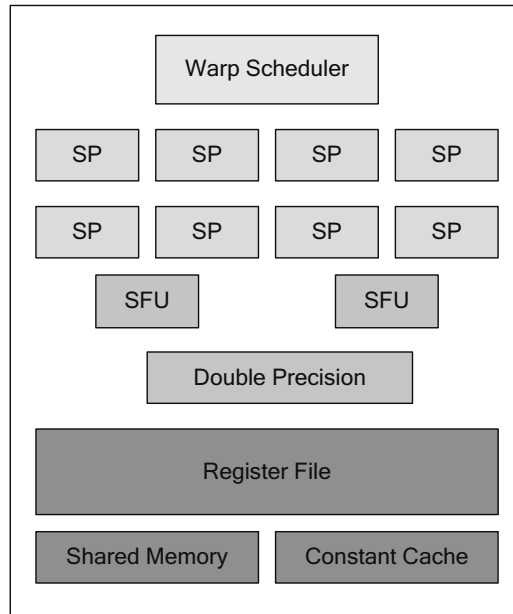 Warp Scheduler
SP SP SP SP
SP SP SP SP
SFU SFU
Double Precision
Register File
Shared Memory Constant Cache